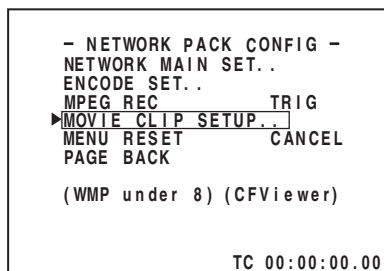 – NETWORK PACK CONFIG –
NETWORK MAIN SET..
ENCODE SET..
MPEG REC TRIG
▶MOVIE CLIP SETUP..
MENU RESET CANCEL
PAGE BACK
(WMP under 8) (CFViewer)
TC 00:00:00.00